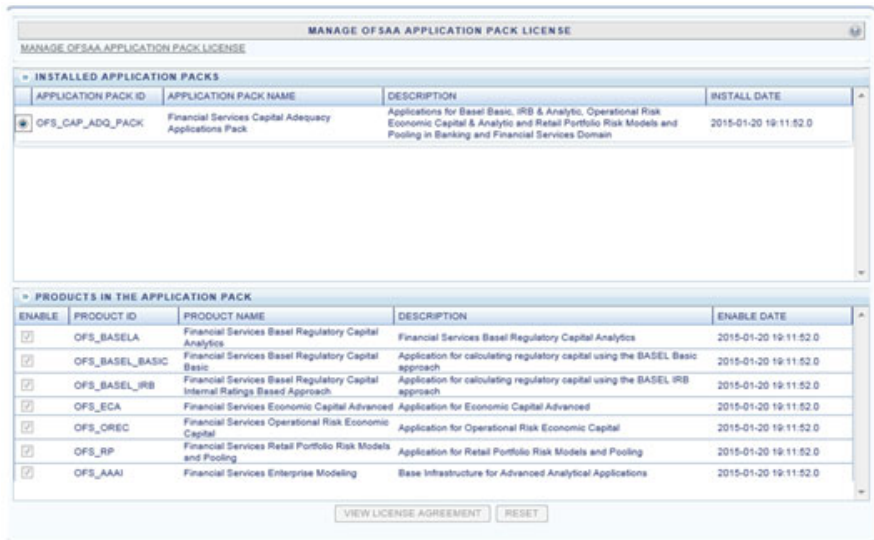 MANAGE OFSAA APPLICATION PACK LICENSE
MANAGE OFSAA APPLICATION PACK LICENSE
» INSTALLED APPLICATION PACKS
APPLICATION PACK ID APPLICATION PACK NAME DESCRIPTION INSTALL DATE
OFS_CAP_ADQ_PACK Financial Services Capital Adequacy Applications Pack Applications for Basel Basic, IRB & Analytic, Operational Risk Economic Capital & Analytic and Retail Portfolio Risk Models and Pooling in Banking and Financial Services Domain 2015-01-20 19:11:52.0
» PRODUCTS IN THE APPLICATION PACK
ENABLE PRODUCT ID PRODUCT NAME DESCRIPTION ENABLE DATE
OFS_BASELA Financial Services Basel Regulatory Capital Analytics Financial Services Basel Regulatory Capital Analytics 2015-01-20 19:11:52.0
OFS_BASEL_BASIC Financial Services Basel Regulatory Capital Basic Application for calculating regulatory capital using the BASEL Basic approach 2015-01-20 19:11:52.0
OFS_BASEL_IRB Financial Services Basel Regulatory Capital Internal Ratings Based Approach Application for calculating regulatory capital using the BASEL IRB approach 2015-01-20 19:11:52.0
OFS_ECA Financial Services Economic Capital Advanced Application for Economic Capital Advanced 2015-01-20 19:11:52.0
OFS_OREC Financial Services Operational Risk Economic Capital Application for Operational Risk Economic Capital 2015-01-20 19:11:52.0
OFS_RP Financial Services Retail Portfolio Risk Models and Pooling Application for Retail Portfolio Risk Models and Pooling 2015-01-20 19:11:52.0
OFS_AAAI Financial Services Enterprise Modeling Base Infrastructure for Advanced Analytical Applications 2015-01-20 19:11:52.0
VIEW LICENSE AGREEMENT RESET